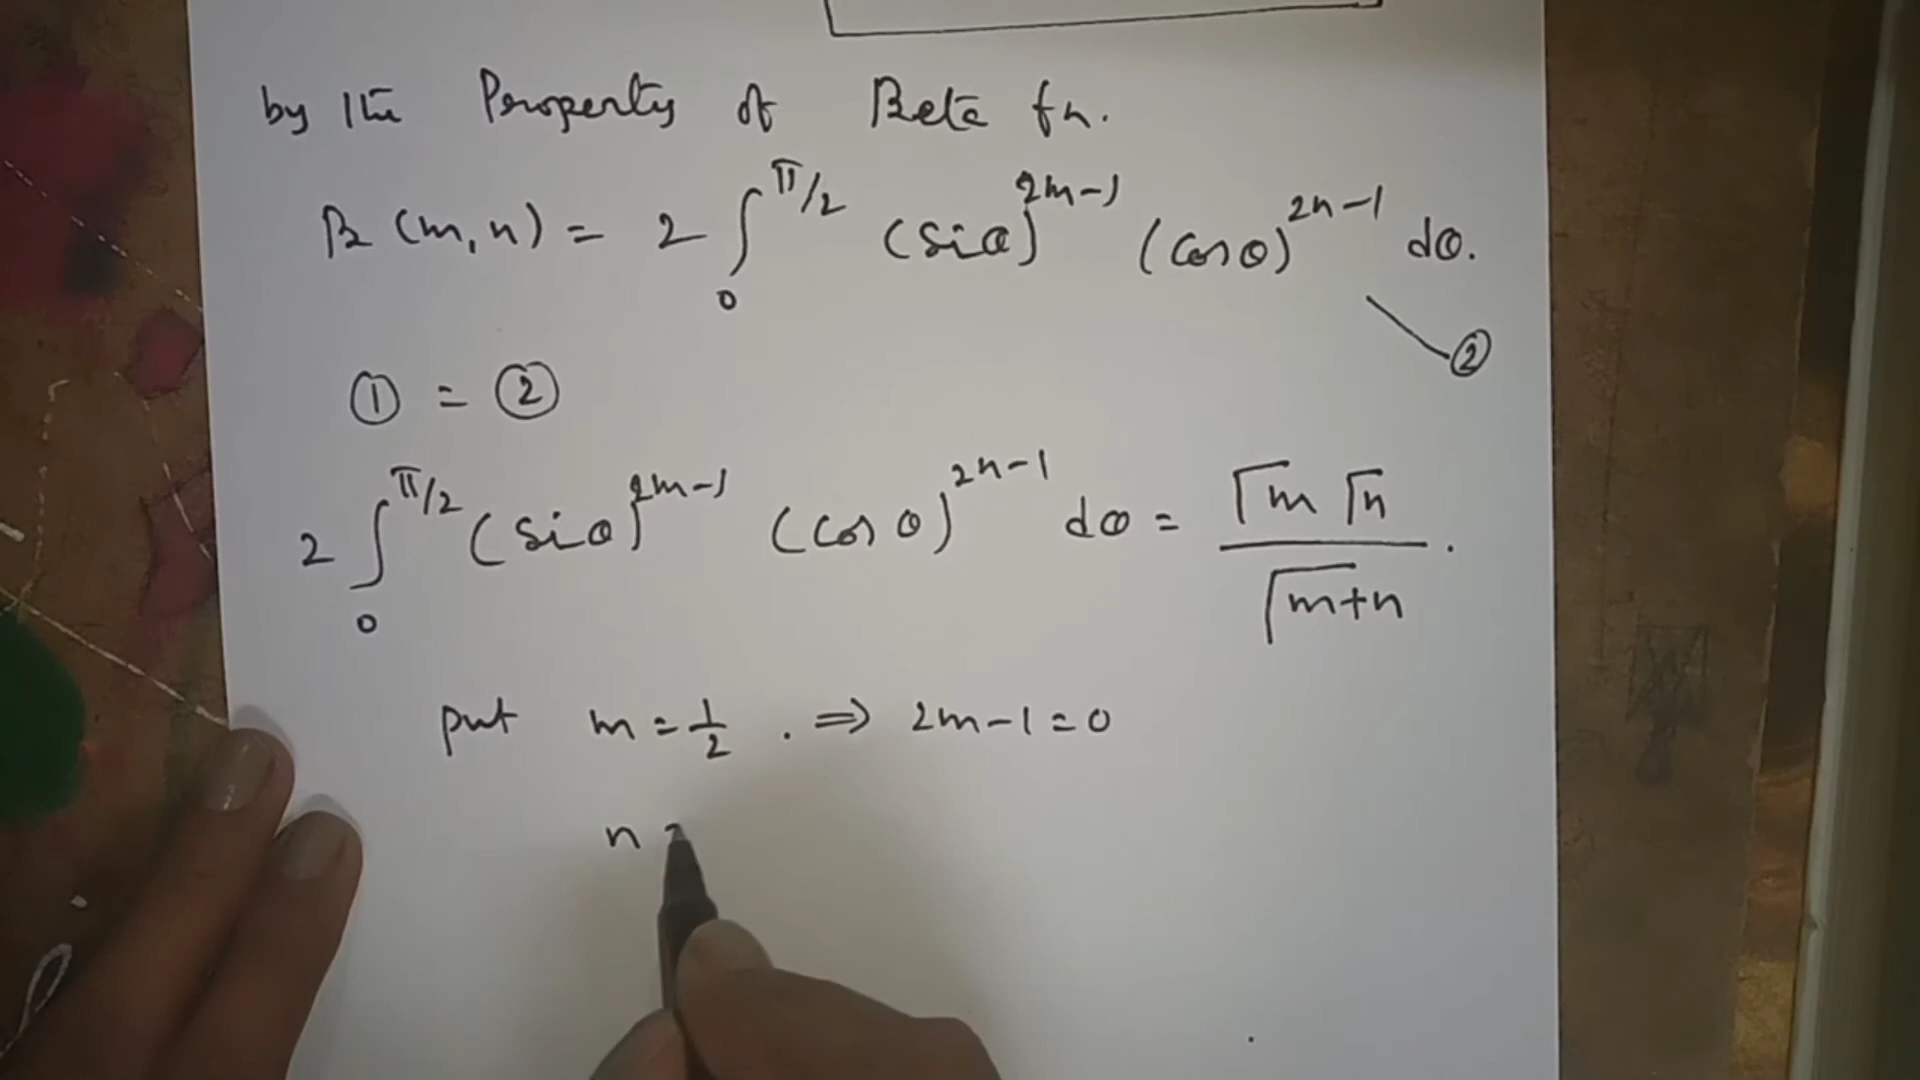 by the Property of Beta fn.
β (m, n) = 2 ∫₀^{π/2} (sinθ)^{2m-1} (cosθ)^{2n-1} dθ.
②
① = ②
2 ∫₀^{π/2} (sinθ)^{2m-1} (cosθ)^{2n-1} dθ = Γm Γn / Γm+n .
put m = 1/2 . ⇒ 2m-1 = 0
n =